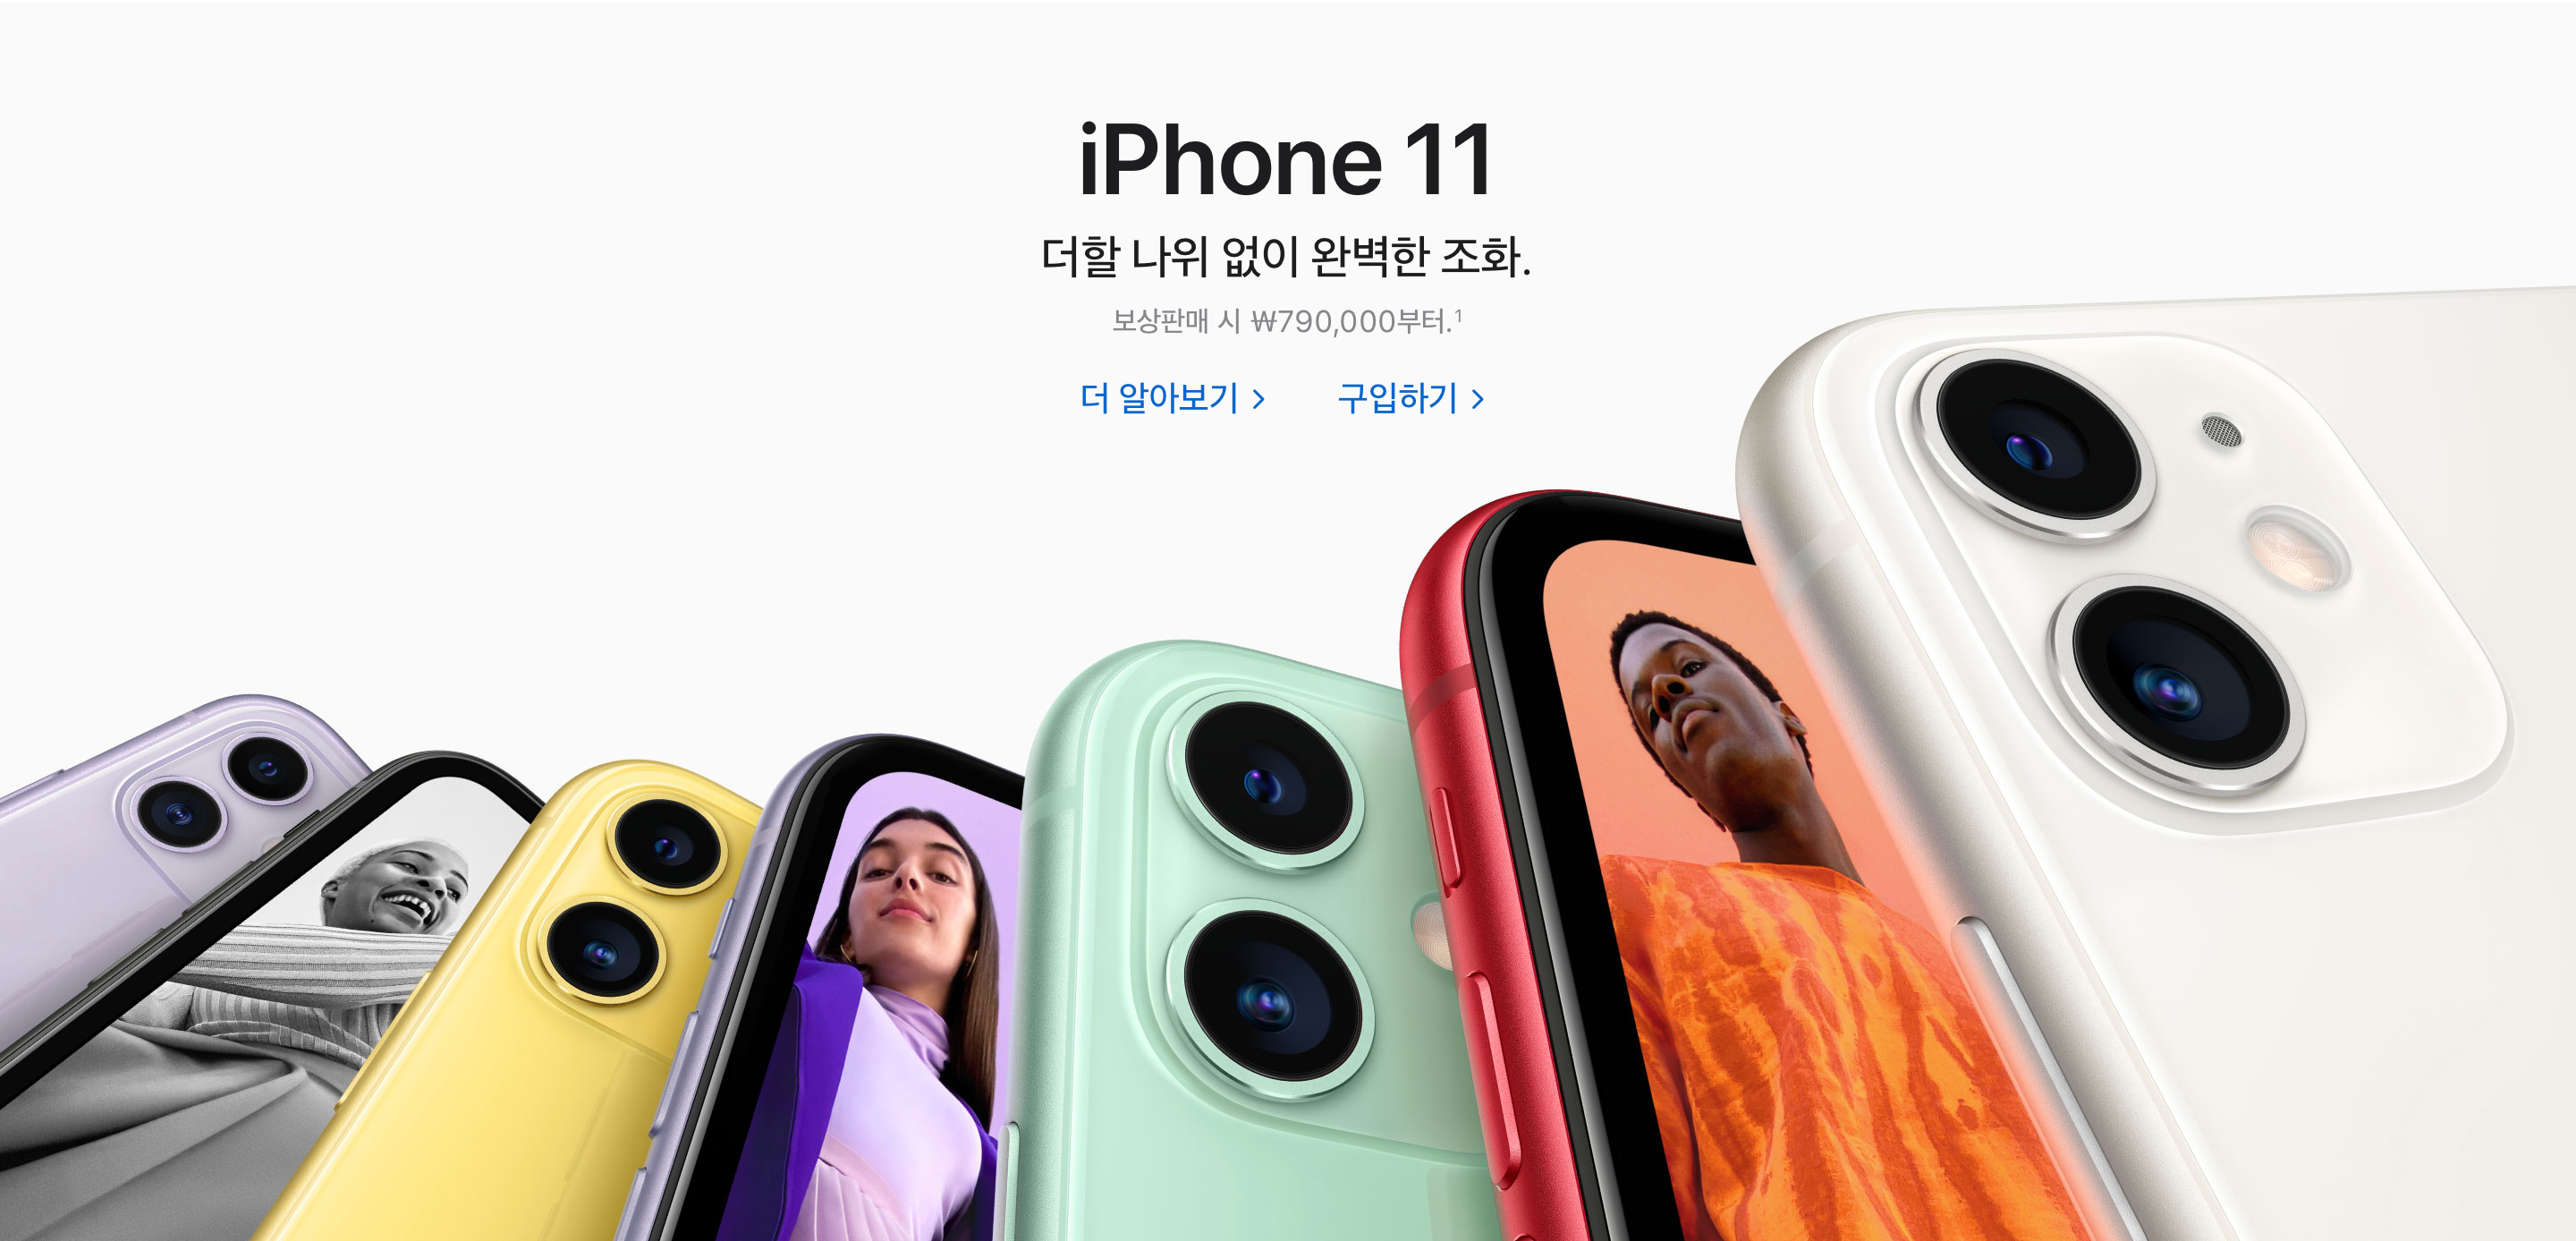 iPhone 11
더할 나위 없이 완벽한 조화.
보상판매 시 ₩790,000부터.¹
더 알아보기 > 구입하기 >